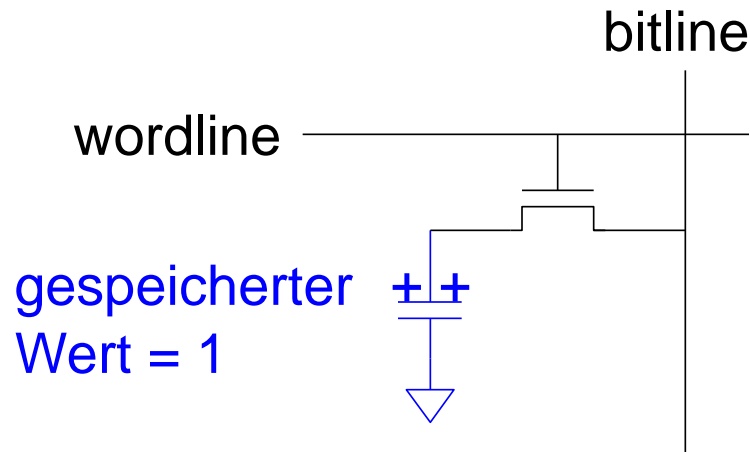 bitline
wordline
gespeicherter ++
Wert = 1